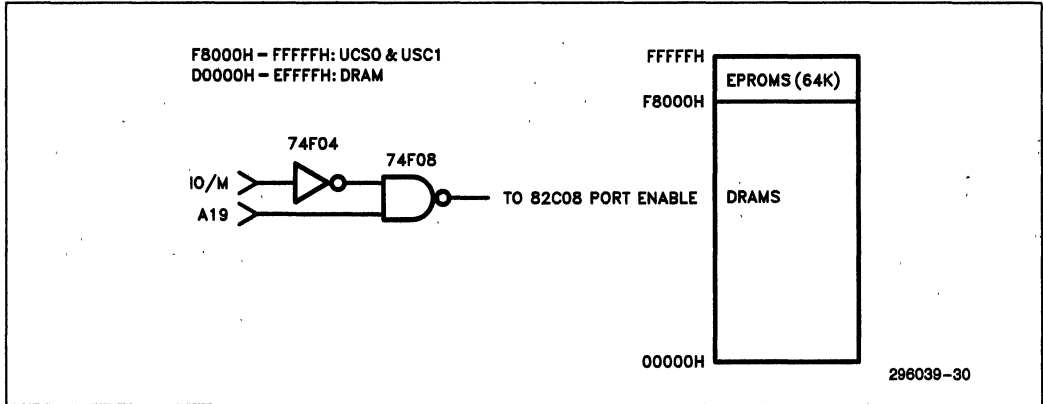 F8000H – FFFFFH: UCS0 & USC1
D0000H – EFFFFH: DRAM
74F04
74F08
IO/M
A19
TO 82C08 PORT ENABLE
FFFFFH
EPROMS (64K)
F8000H
DRAMS
00000H
296039–30